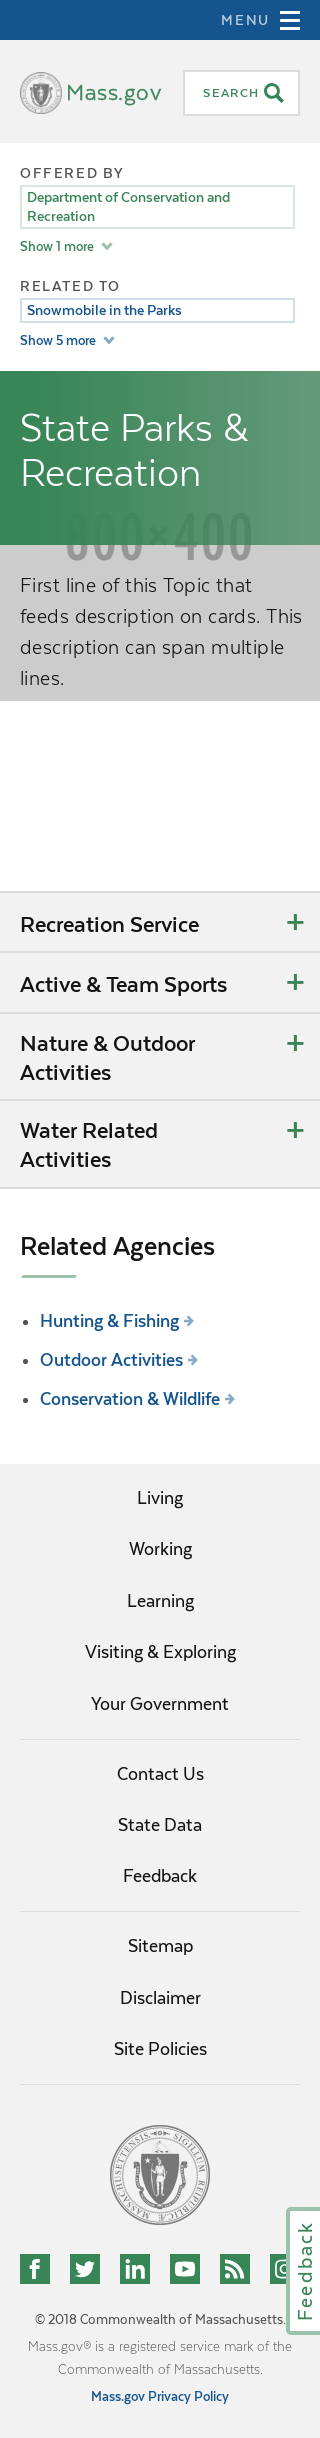 MENU
Mass.gov
SEARCH
OFFERED BY
Department of Conservation and
Recreation
Show 1 more
RELATED TO
Snowmobile in the Parks
Show 5 more
State Parks &
Recreation
800×400
First line of this Topic that
feeds description on cards. This
description can span multiple
lines.
Recreation Service
Active & Team Sports
Nature & Outdoor
Activities
Water Related
Activities
Related Agencies
Hunting & Fishing
Outdoor Activities
Conservation & Wildlife
Living
Working
Learning
Visiting & Exploring
Your Government
Contact Us
State Data
Feedback
Sitemap
Disclaimer
Site Policies
Feedback
© 2018 Commonwealth of Massachusetts.
Mass.gov® is a registered service mark of the
Commonwealth of Massachusetts.
Mass.gov Privacy Policy